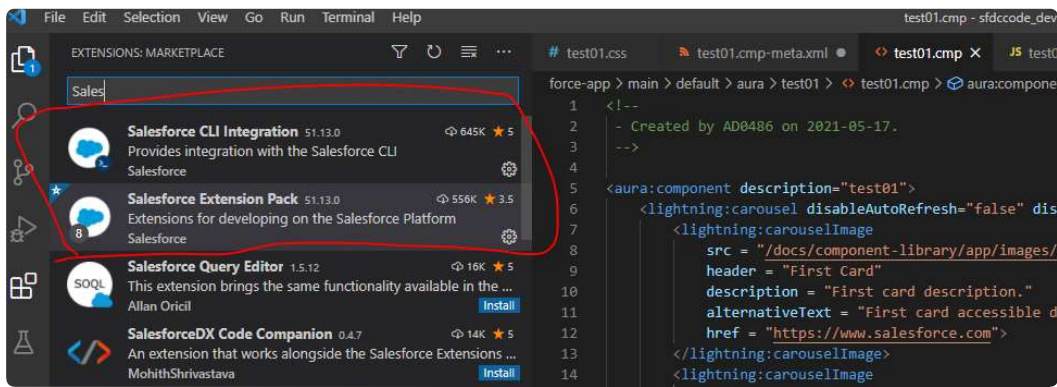 File Edit Selection View Go Run Terminal Help
test01.cmp - sfdccode_dev
EXTENSIONS: MARKETPLACE
Sales
1
Salesforce CLI Integration 51.13.0 645K ★ 5
Provides integration with the Salesforce CLI
Salesforce
Salesforce Extension Pack 51.13.0 556K ★ 3.5
Extensions for developing on the Salesforce Platform
8
Salesforce
Salesforce Query Editor 1.5.12 16K ★ 5
SOQL
This extension brings the same functionality available in the ...
Allan Oricil Install
SalesforceDX Code Companion 0.4.7 14K ★ 5
An extension that works alongside the Salesforce Extensions ...
MohithShrivastava Install
# test01.css test01.cmp-meta.xml ● <> test01.cmp × JS test0
force-app > main > default > aura > test01 > <> test01.cmp > aura:compone
1 <!--
2 - Created by AD0486 on 2021-05-17.
3 -->
4
5 <aura:component description="test01">
6 <lightning:carousel disableAutoRefresh="false" dis
7 <lightning:carouselImage
8 src = "/docs/component-library/app/images/
9 header = "First Card"
10 description = "First card description."
11 alternativeText = "First card accessible d
12 href = "https://www.salesforce.com">
13 </lightning:carouselImage>
14 <lightning:carouselImage